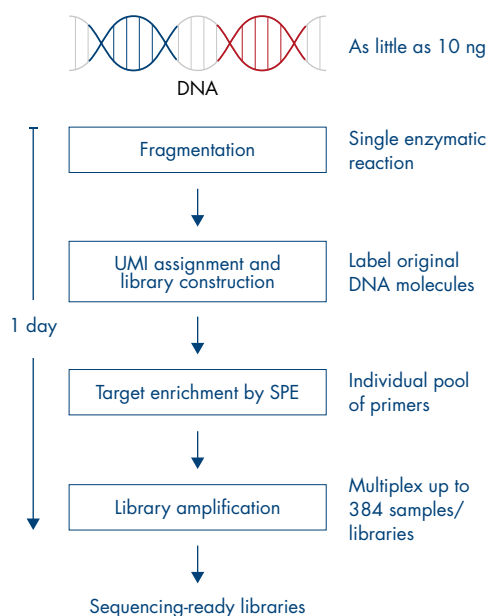 As little as 10 ng
DNA
Fragmentation
Single enzymatic
reaction
UMI assignment and
library construction
Label original
DNA molecules
1 day
Target enrichment by SPE
Individual pool
of primers
Library amplification
Multiplex up to
384 samples/
libraries
Sequencing-ready libraries